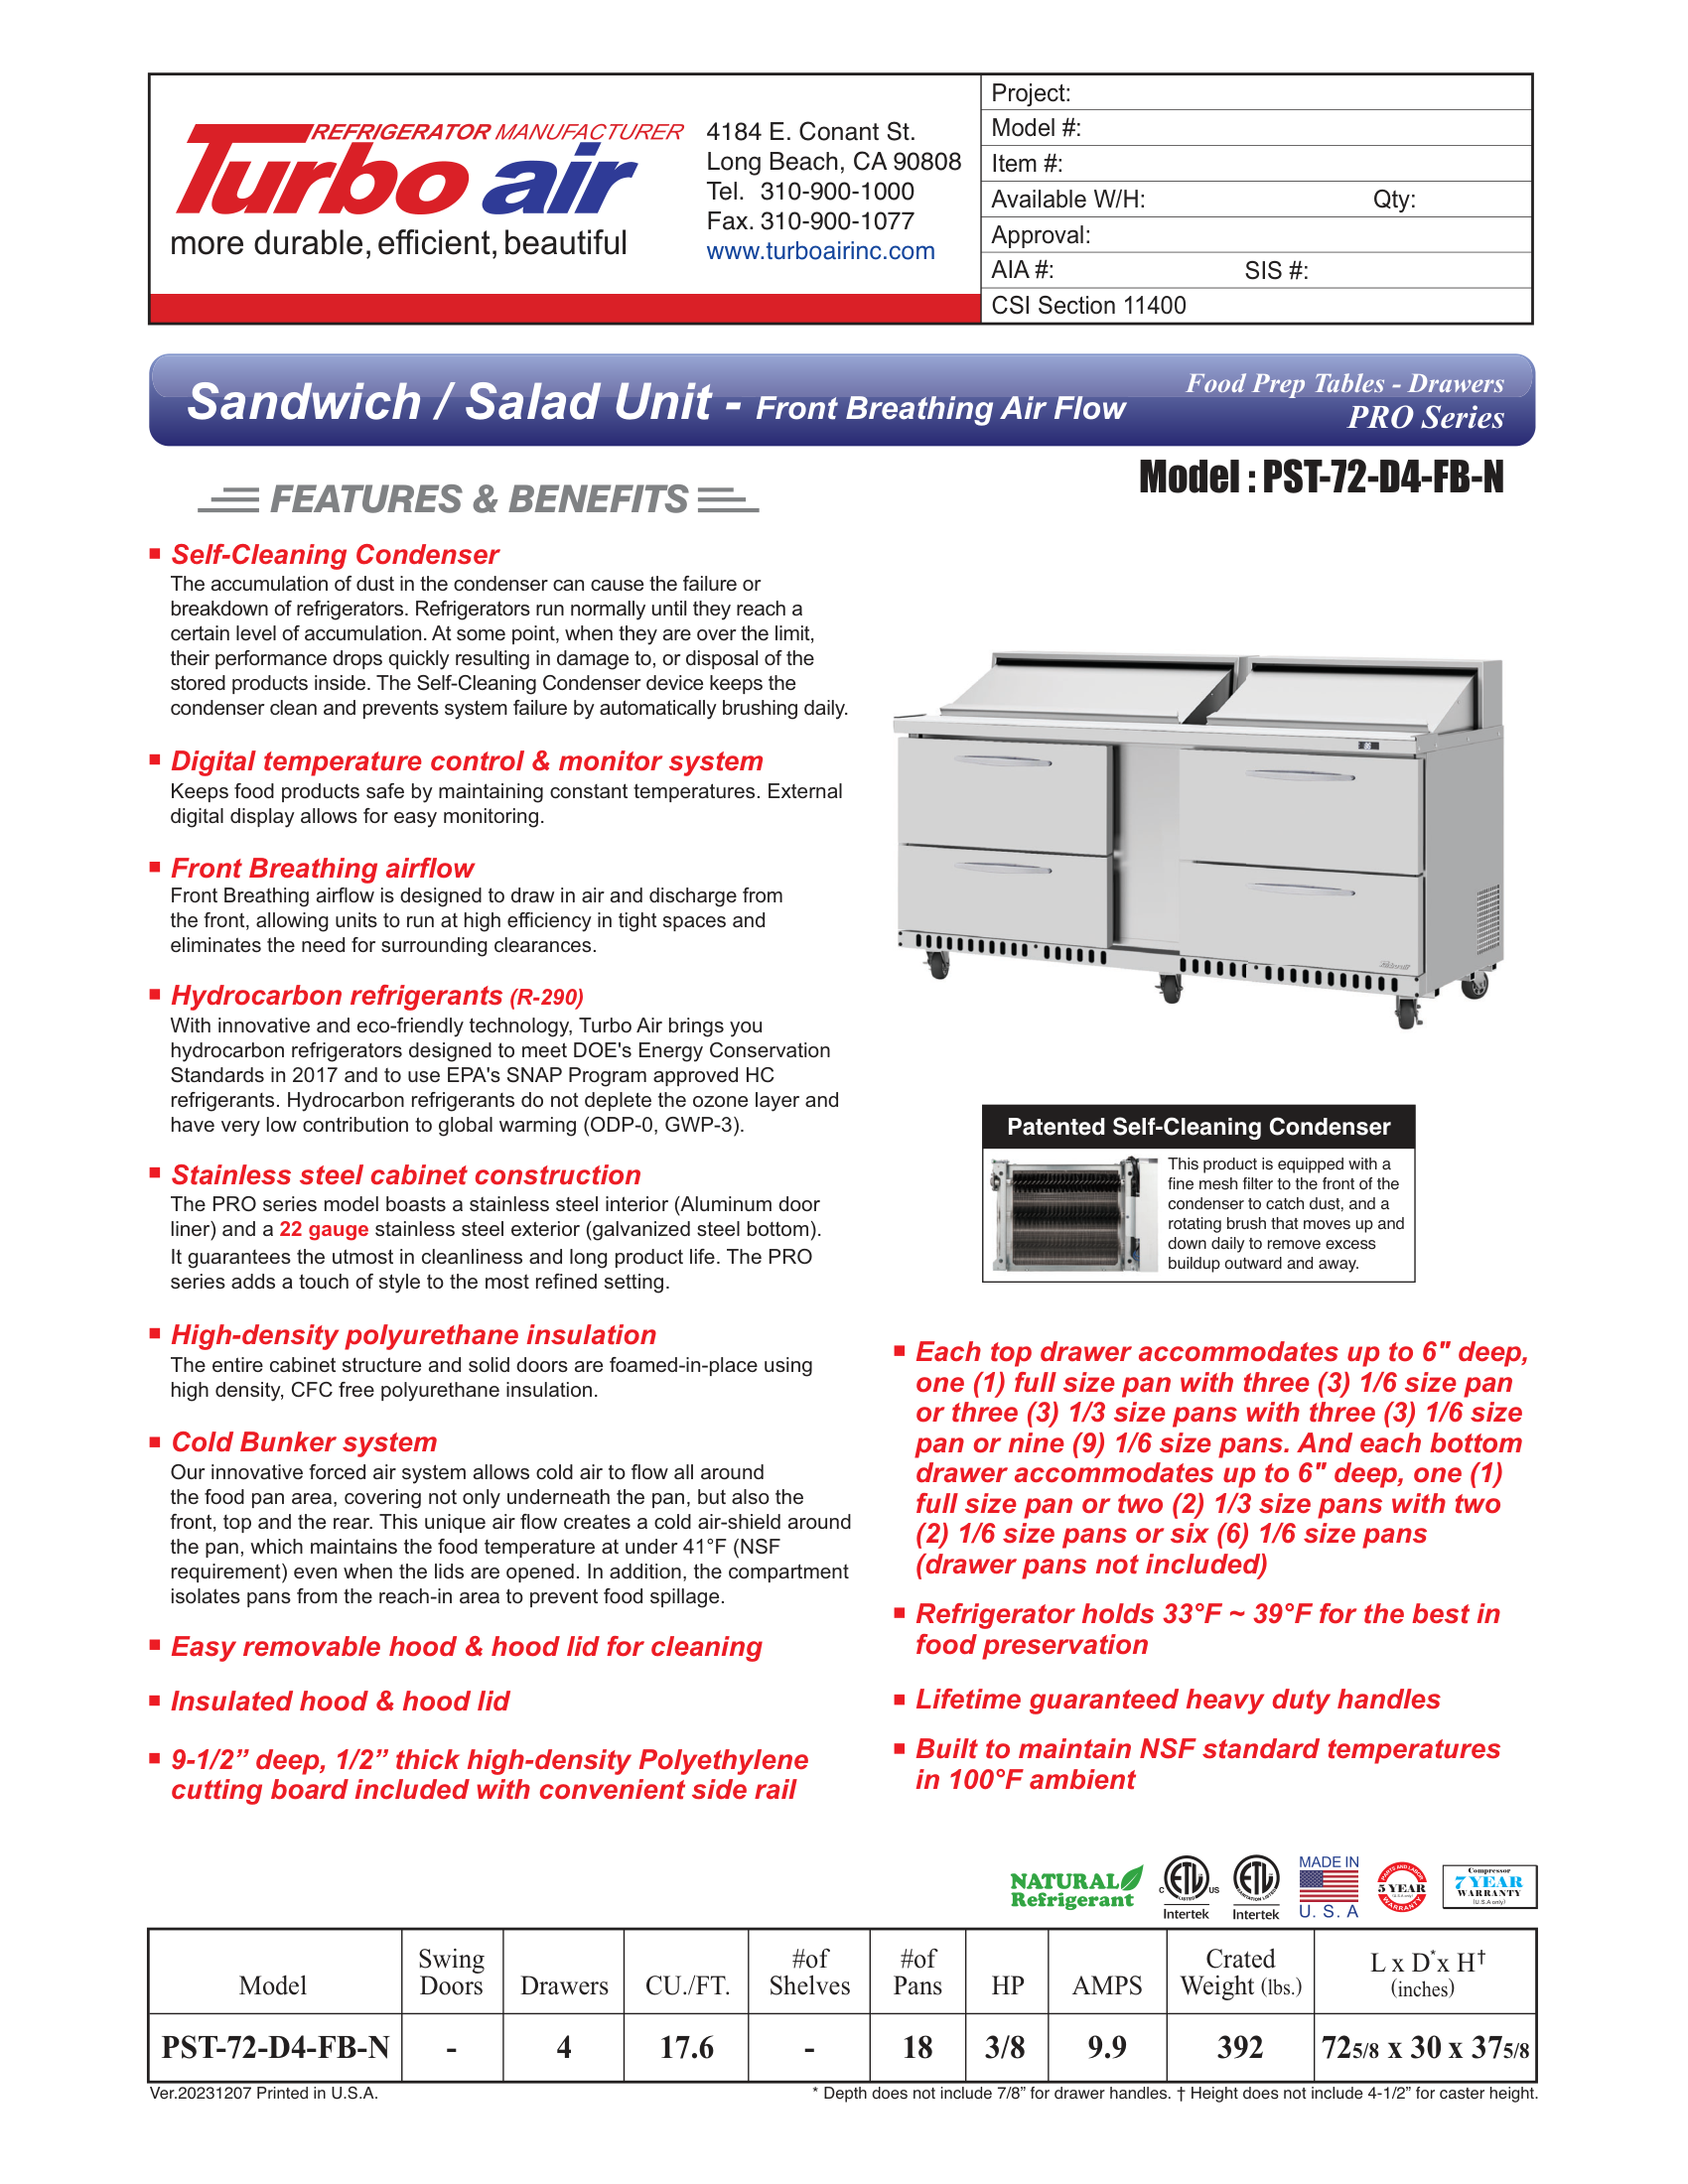 REFRIGERATOR MANUFACTURER
Turbo air
more durable, efficient, beautiful
4184 E. Conant St.
Long Beach, CA 90808
Tel. 310-900-1000
Fax. 310-900-1077
www.turboairinc.com
Project:
Model #:
Item #:
Available W/H: Qty:
Approval:
AIA #: SIS #:
CSI Section 11400
Sandwich / Salad Unit - Front Breathing Air Flow
Food Prep Tables - Drawers
PRO Series
Model : PST-72-D4-FB-N
FEATURES & BENEFITS
Self-Cleaning Condenser
The accumulation of dust in the condenser can cause the failure or
breakdown of refrigerators. Refrigerators run normally until they reach a
certain level of accumulation. At some point, when they are over the limit,
their performance drops quickly resulting in damage to, or disposal of the
stored products inside. The Self-Cleaning Condenser device keeps the
condenser clean and prevents system failure by automatically brushing daily.
Digital temperature control & monitor system
Keeps food products safe by maintaining constant temperatures. External
digital display allows for easy monitoring.
Front Breathing airflow
Front Breathing airflow is designed to draw in air and discharge from
the front, allowing units to run at high efficiency in tight spaces and
eliminates the need for surrounding clearances.
Hydrocarbon refrigerants (R-290)
With innovative and eco-friendly technology, Turbo Air brings you
hydrocarbon refrigerators designed to meet DOE's Energy Conservation
Standards in 2017 and to use EPA's SNAP Program approved HC
refrigerants. Hydrocarbon refrigerants do not deplete the ozone layer and
have very low contribution to global warming (ODP-0, GWP-3).
Stainless steel cabinet construction
The PRO series model boasts a stainless steel interior (Aluminum door
liner) and a 22 gauge stainless steel exterior (galvanized steel bottom).
It guarantees the utmost in cleanliness and long product life. The PRO
series adds a touch of style to the most refined setting.
High-density polyurethane insulation
The entire cabinet structure and solid doors are foamed-in-place using
high density, CFC free polyurethane insulation.
Cold Bunker system
Our innovative forced air system allows cold air to flow all around
the food pan area, covering not only underneath the pan, but also the
front, top and the rear. This unique air flow creates a cold air-shield around
the pan, which maintains the food temperature at under 41°F (NSF
requirement) even when the lids are opened. In addition, the compartment
isolates pans from the reach-in area to prevent food spillage.
Easy removable hood & hood lid for cleaning
Insulated hood & hood lid
9-1/2” deep, 1/2” thick high-density Polyethylene
cutting board included with convenient side rail
Patented Self-Cleaning Condenser
This product is equipped with a
fine mesh filter to the front of the
condenser to catch dust, and a
rotating brush that moves up and
down daily to remove excess
buildup outward and away.
Each top drawer accommodates up to 6" deep,
one (1) full size pan with three (3) 1/6 size pan
or three (3) 1/3 size pans with three (3) 1/6 size
pan or nine (9) 1/6 size pans. And each bottom
drawer accommodates up to 6" deep, one (1)
full size pan or two (2) 1/3 size pans with two
(2) 1/6 size pans or six (6) 1/6 size pans
(drawer pans not included)
Refrigerator holds 33°F ~ 39°F for the best in
food preservation
Lifetime guaranteed heavy duty handles
Built to maintain NSF standard temperatures
in 100°F ambient
NATURAL
Refrigerant
C ETL US
LISTED
Intertek
ETL
SANITATION LISTED
Intertek
MADE IN
U. S. A
PARTS AND LABOR
5 YEAR
(U.S.A only)
WARRANTY
Compressor
7 YEAR
WARRANTY
(U.S.A only)
Model
Swing Doors
Drawers
CU./FT.
#of Shelves
#of Pans
HP
AMPS
Crated Weight (lbs.)
L x D* x H† (inches)
PST-72-D4-FB-N - 4 17.6 - 18 3/8 9.9 392 72 5/8 x 30 x 37 5/8
Ver.20231207 Printed in U.S.A.
* Depth does not include 7/8” for drawer handles. † Height does not include 4-1/2” for caster height.